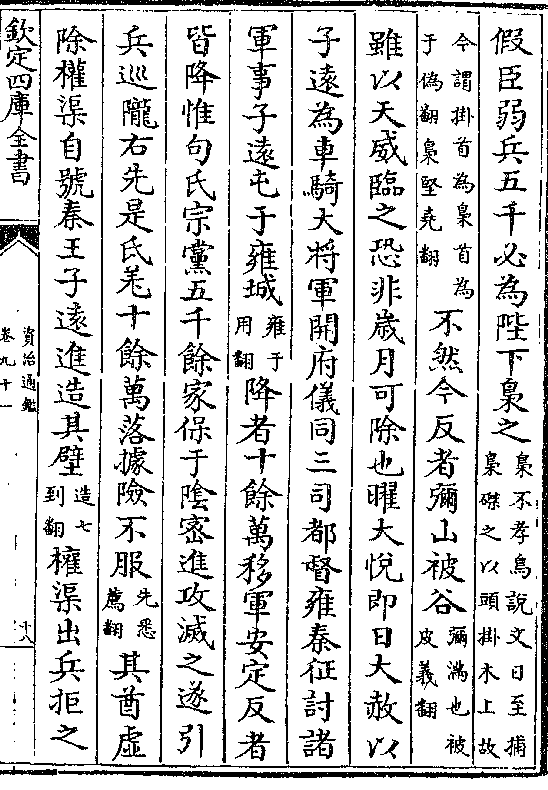 假臣弱兵五千必為陛下梟之梟不孝鳥說文日至捕
梟磔之以頭掛木上故
今謂掛首為梟首為
于偽翻梟堅堯翻不然今反者彌山被谷彌滿也被
皮義翻
雖以天威臨之恐非歲月可除也曜大悅即日大赦以
子遠為車騎大將軍開府儀同三司都督雍秦征討諸
軍事子遠屯于雍城雍于
用翻降者十餘萬移軍安定反者
皆降惟句氏宗黨五千餘家保于陰密進攻滅之遂引
兵巡隴右先是氐羌十餘萬落據險不服先悉
薦翻其酋虛
除權渠自號秦王子遠進造其壁造七
到翻權渠出兵拒之
欽定四庫全書
資治通鑑
卷九十一
十八